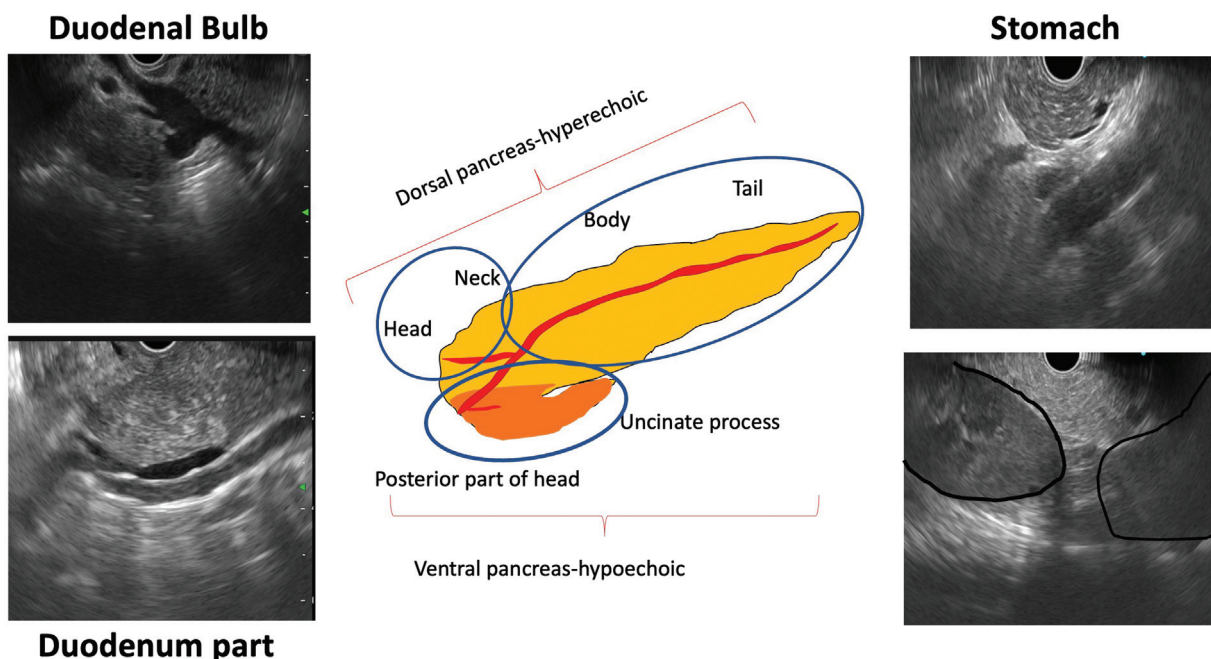 Duodenal Bulb
Stomach
Dorsal pancreas-hyperechoic
Tail
Body
Neck
Head
Uncinate process
Posterior part of head
Ventral pancreas-hypoechoic
Duodenum part